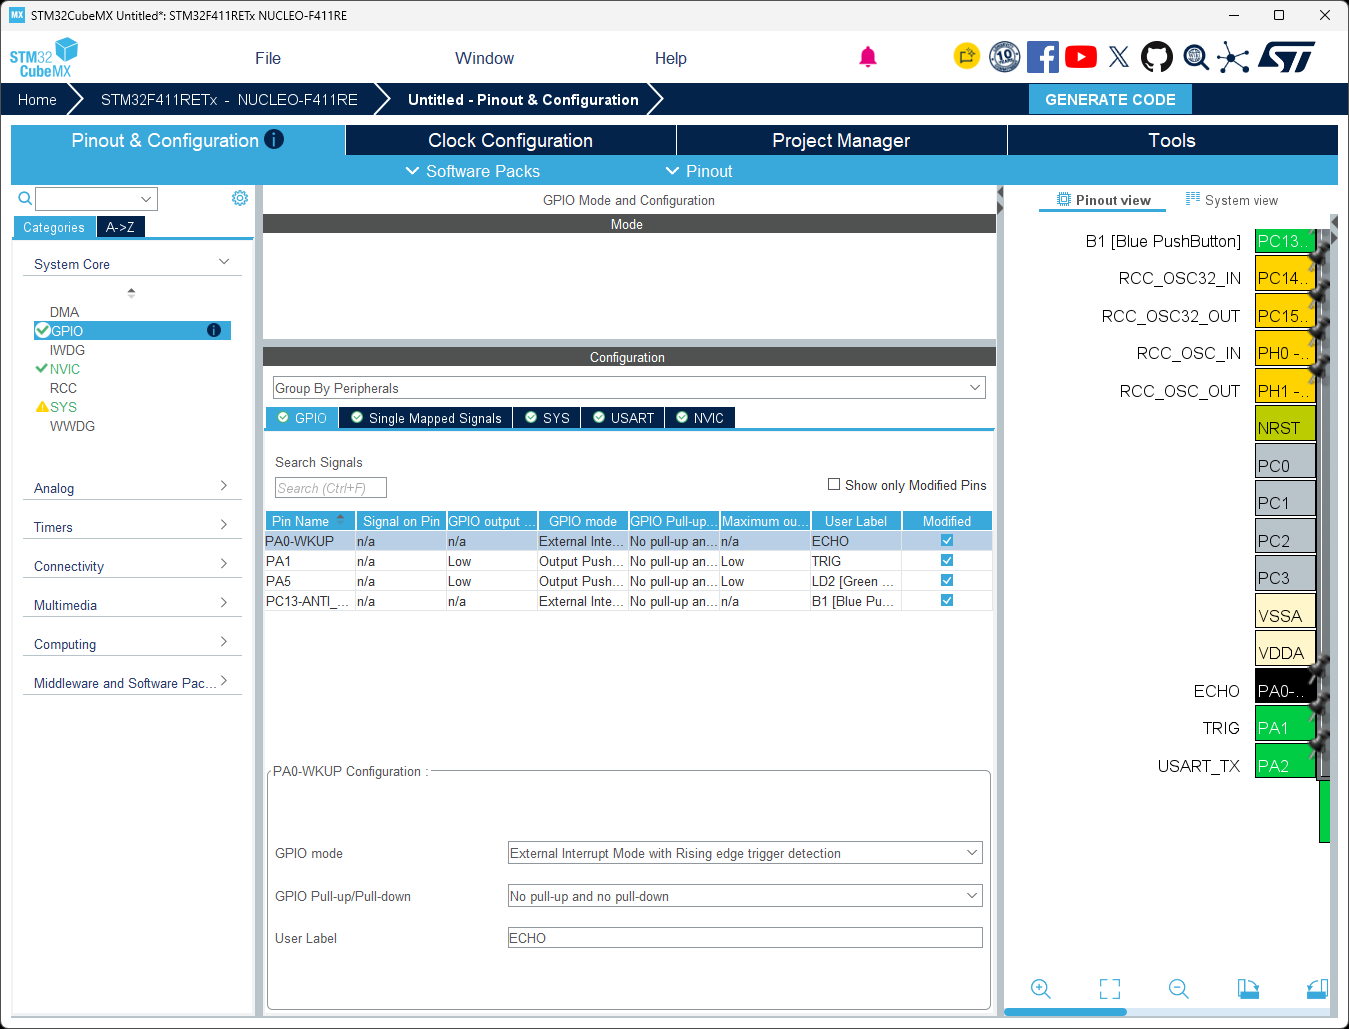 MX STM32CubeMX Untitled*: STM32F411RETx NUCLEO-F411RE
STM32 CubeMX
File Window Help
10
Home STM32F411RETx - NUCLEO-F411RE Untitled - Pinout & Configuration GENERATE CODE
Pinout & Configuration Clock Configuration Project Manager Tools
Software Packs Pinout
Categories A->Z
System Core
DMA
GPIO
IWDG
NVIC
RCC
SYS
WWDG
Analog
Timers
Connectivity
Multimedia
Computing
Middleware and Software Pac...
GPIO Mode and Configuration
Mode
Configuration
Group By Peripherals
GPIO Single Mapped Signals SYS USART NVIC
Search Signals
Search (Ctrl+F)
Show only Modified Pins
Pin Name Signal on Pin GPIO output ... GPIO mode GPIO Pull-up... Maximum ou... User Label Modified
PA0-WKUP n/a n/a External Inte... No pull-up an... n/a ECHO
PA1 n/a Low Output Push... No pull-up an... Low TRIG
PA5 n/a Low Output Push... No pull-up an... Low LD2 [Green ...
PC13-ANTI_... n/a n/a External Inte... No pull-up an... n/a B1 [Blue Pu...
PA0-WKUP Configuration :
GPIO mode External Interrupt Mode with Rising edge trigger detection
GPIO Pull-up/Pull-down No pull-up and no pull-down
User Label ECHO
Pinout view System view
B1 [Blue PushButton] PC13..
RCC_OSC32_IN PC14..
RCC_OSC32_OUT PC15..
RCC_OSC_IN PH0 -..
RCC_OSC_OUT PH1 -..
NRST
PC0
PC1
PC2
PC3
VSSA
VDDA
ECHO PA0-..
TRIG PA1
USART_TX PA2